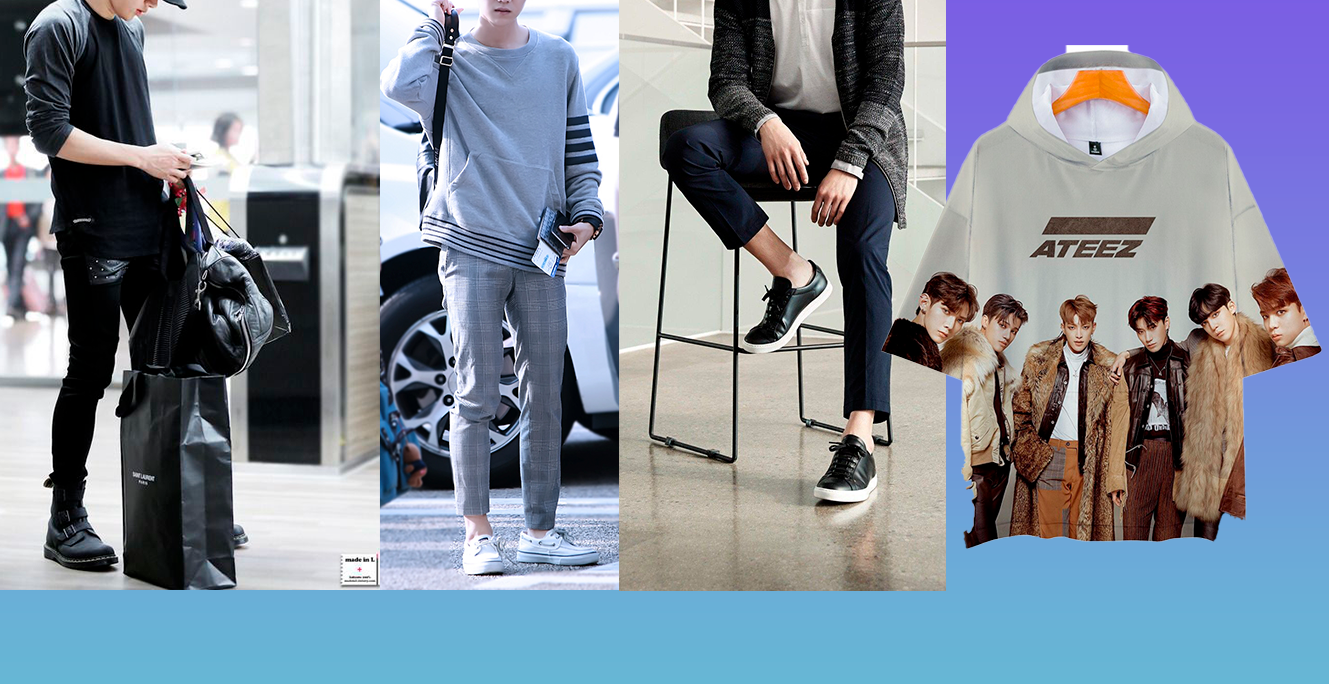 SAINT LAURENT
PARIS
made in L
ATEEZ